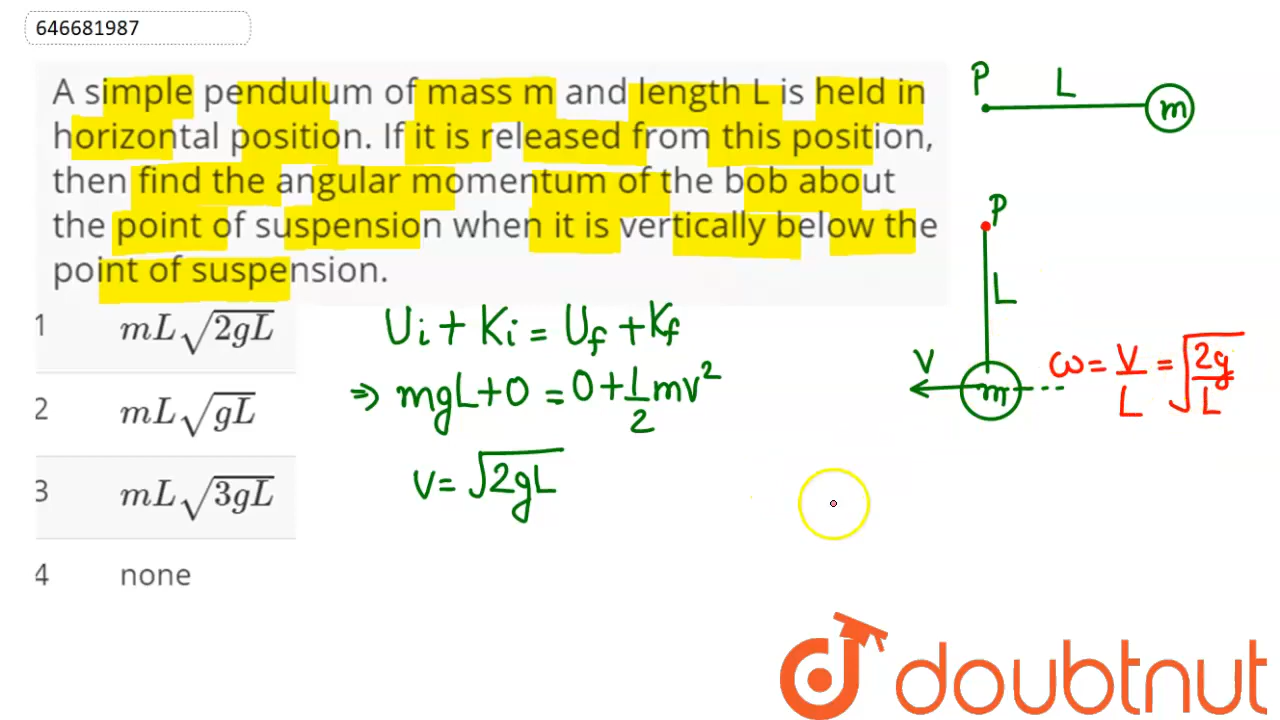 646681987
A simple pendulum of mass m and length L is held in
horizontal position. If it is released from this position,
then find the angular momentum of the bob about
the point of suspension when it is vertically below the
point of suspension.
1 mL√2gL
2 mL√gL
3 mL√3gL
4 none
Ui + Ki = Uf + Kf
⇒ mgL + 0 = 0 + 1/2 mv²
v = √2gL
P L m
P
L
V m
ω = V/L = √2g/L
doubtnut